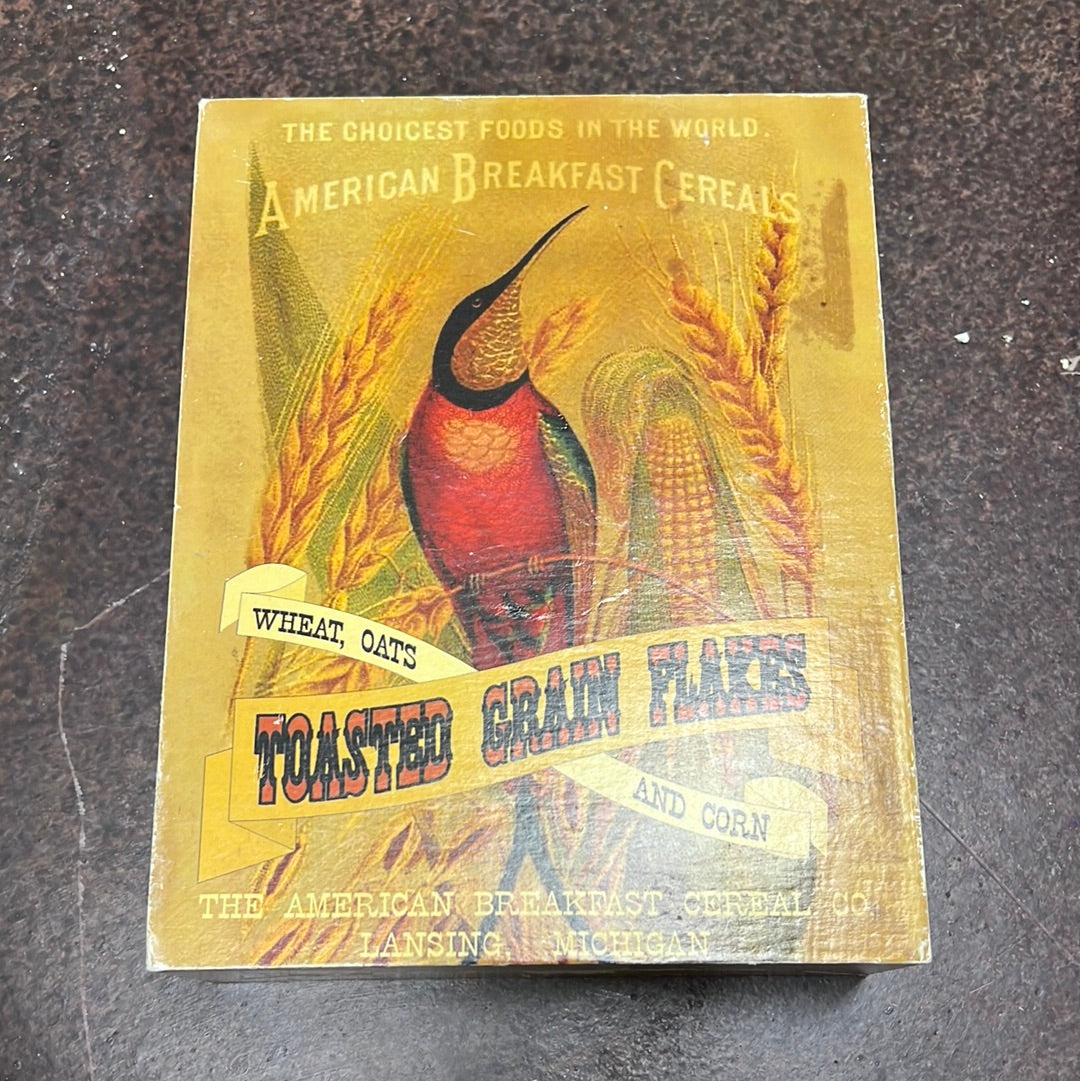 THE CHOICEST FOODS IN THE WORLD.
AMERICAN BREAKFAST CEREALS
WHEAT, OATS
TOASTED GRAIN FLAKES
AND CORN
THE AMERICAN BREAKFAST CEREAL CO
LANSING, MICHIGAN